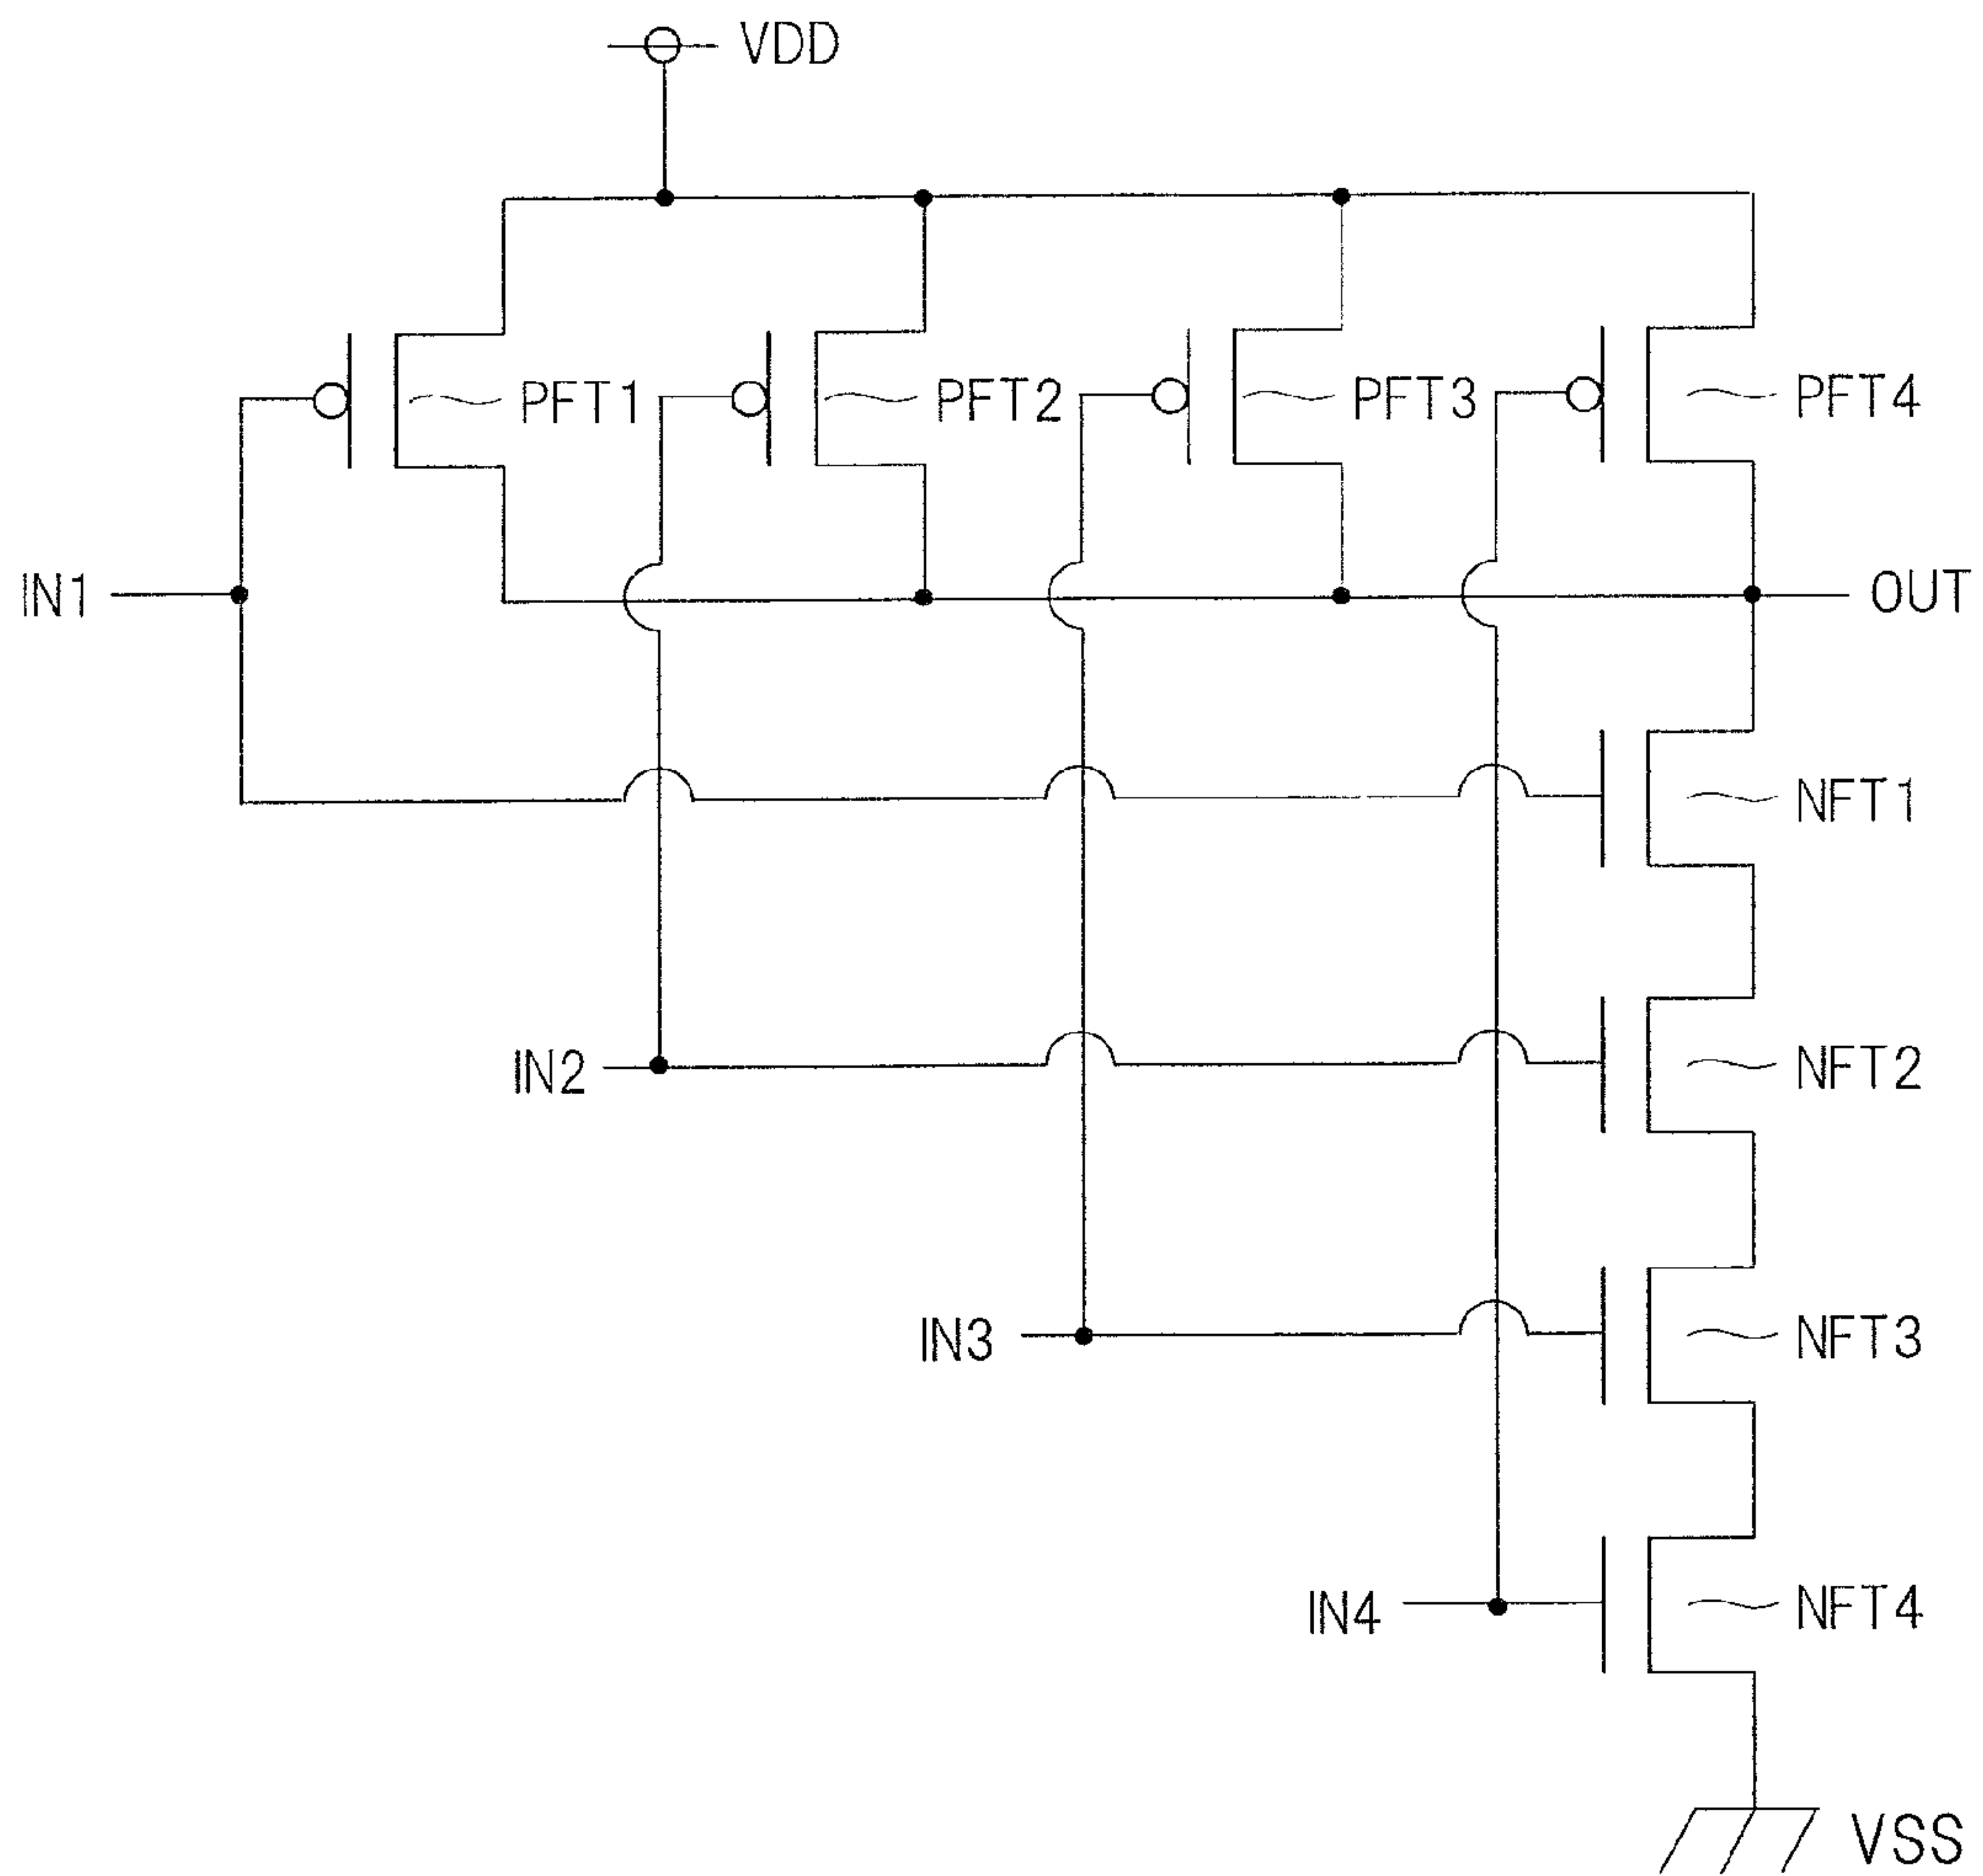 VDD
PFT1
PFT2
PFT3
PFT4
IN1
OUT
NFT1
IN2
NFT2
IN3
NFT3
IN4
NFT4
VSS